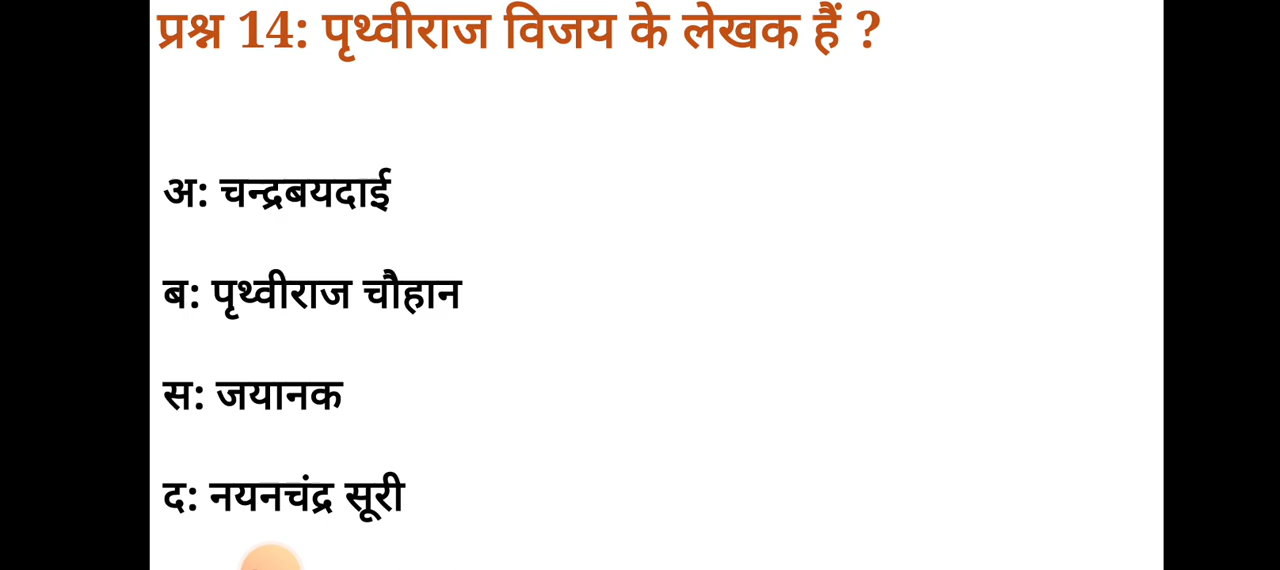 प्रश्न 14: पृथ्वीराज विजय के लेखक हैं ?
अ: चन्द्रबयदाई
ब: पृथ्वीराज चौहान
स: जयानक
द: नयनचंद्र सूरी